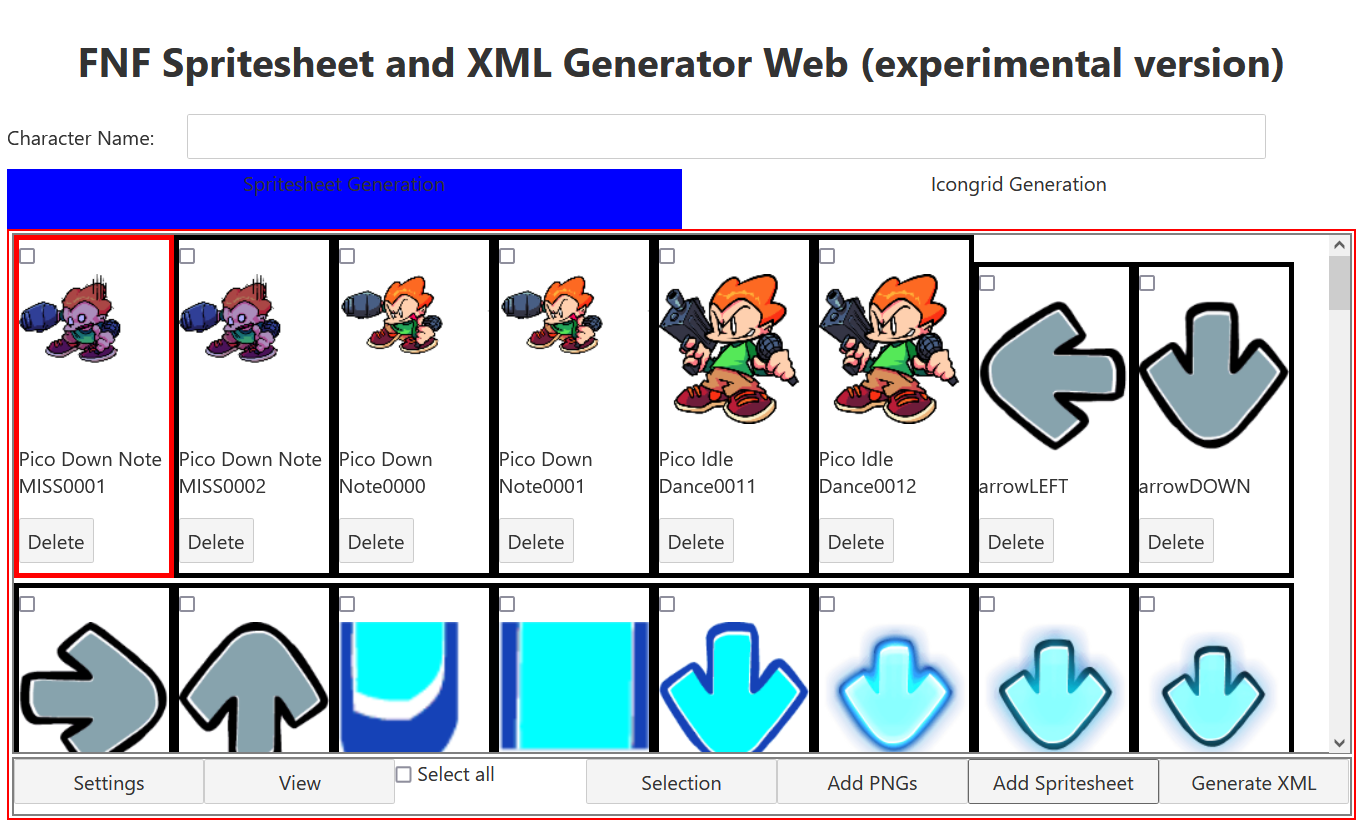 FNF Spritesheet and XML Generator Web (experimental version)
Character Name:
Spritesheet Generation
Icongrid Generation
Pico Down Note
MISS0001
Delete
Pico Down Note
MISS0002
Delete
Pico Down
Note0000
Delete
Pico Down
Note0001
Delete
Pico Idle
Dance0011
Delete
Pico Idle
Dance0012
Delete
arrowLEFT
Delete
arrowDOWN
Delete
Settings
View
Select all
Selection
Add PNGs
Add Spritesheet
Generate XML